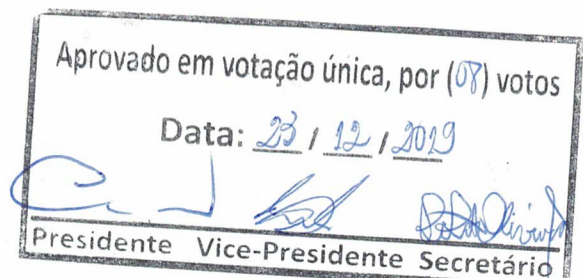 Aprovado em votação única, por (08) votos
Data: 23 / 12 / 2019
Presidente Vice-Presidente Secretário